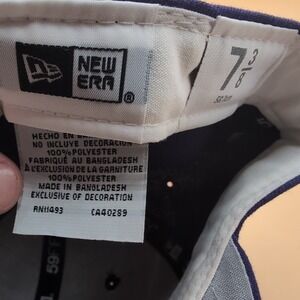 NEW
ERA
®
7 3/8
HECHO EN
NO INCLUYE DECORACION
100% POLYESTER
FABRIQUÉ AU BANGLADESH
A L'EXCLUSION DE LA GARNITURE
100% POLYESTER
MADE IN BANGLADESH
EXCLUSIVE OF DECORATION
RN11493 CA40289
59F